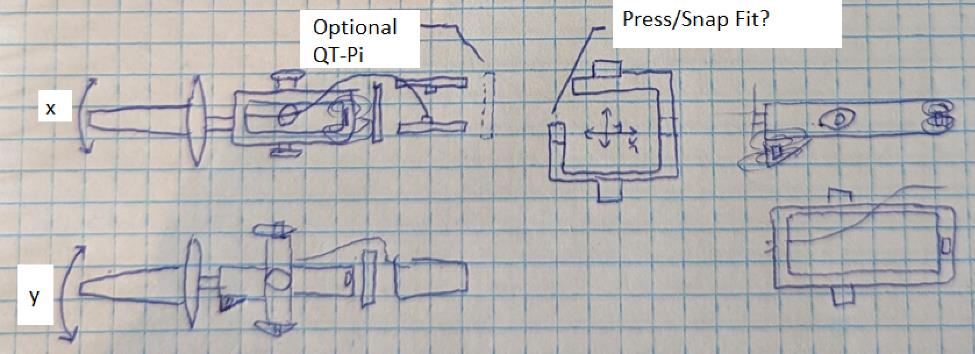 Optional
QT-Pi
Press/Snap Fit?
x
y
x